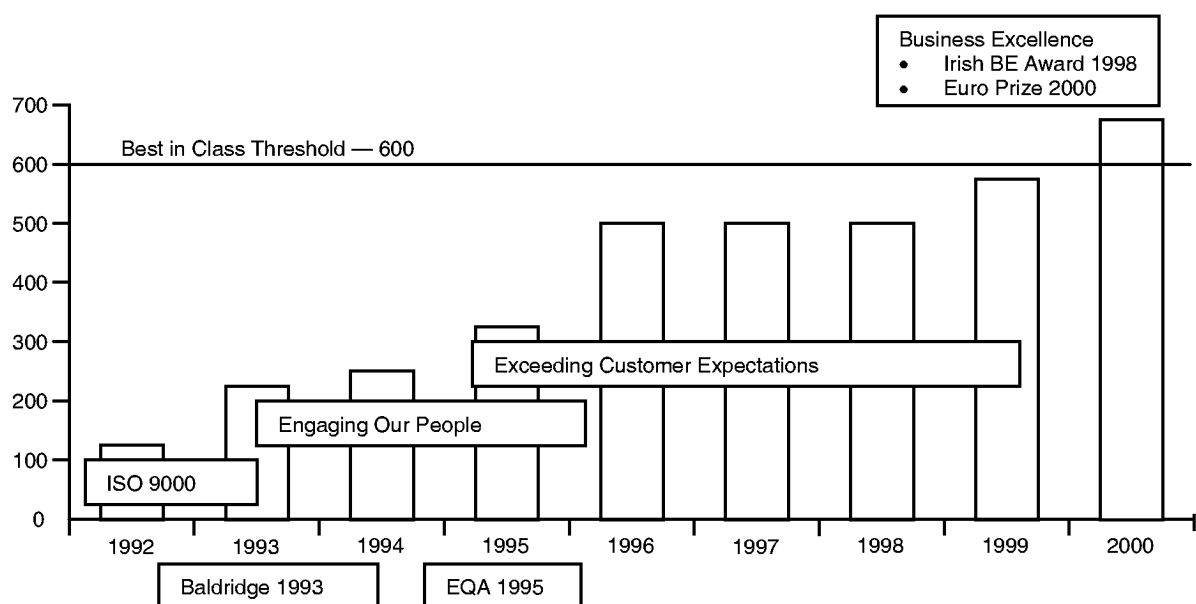 Business Excellence
• Irish BE Award 1998
• Euro Prize 2000
700
Best in Class Threshold — 600
600
500
400
300
Exceeding Customer Expectations
200
Engaging Our People
100
ISO 9000
0
1992 1993 1994 1995 1996 1997 1998 1999 2000
Baldridge 1993 EQA 1995